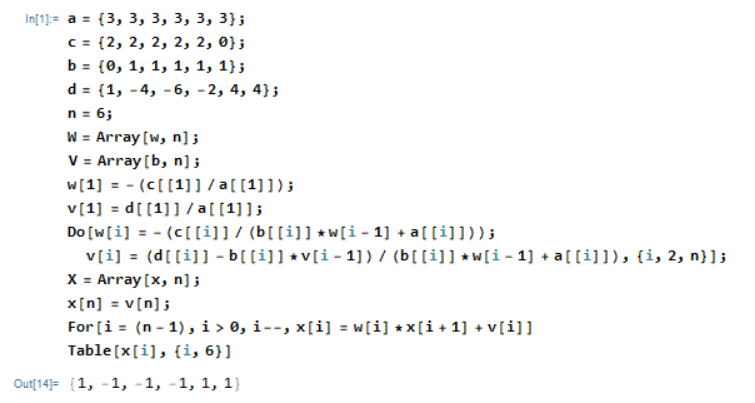 In[1]:= a = {3, 3, 3, 3, 3, 3};
c = {2, 2, 2, 2, 2, 0};
b = {0, 1, 1, 1, 1, 1};
d = {1, -4, -6, -2, 4, 4};
n = 6;
W = Array[w, n];
V = Array[b, n];
w[1] = -(c[[1]] / a[[1]]);
v[1] = d[[1]] / a[[1]];
Do[w[i] = -(c[[i]] / (b[[i]] * w[i - 1] + a[[i]]));
v[i] = (d[[i]] - b[[i]] * v[i - 1]) / (b[[i]] * w[i - 1] + a[[i]]), {i, 2, n}];
X = Array[x, n];
x[n] = v[n];
For[i = (n - 1), i > 0, i--, x[i] = w[i] * x[i + 1] + v[i]]
Table[x[i], {i, 6}]
Out[14]= {1, -1, -1, -1, 1, 1}